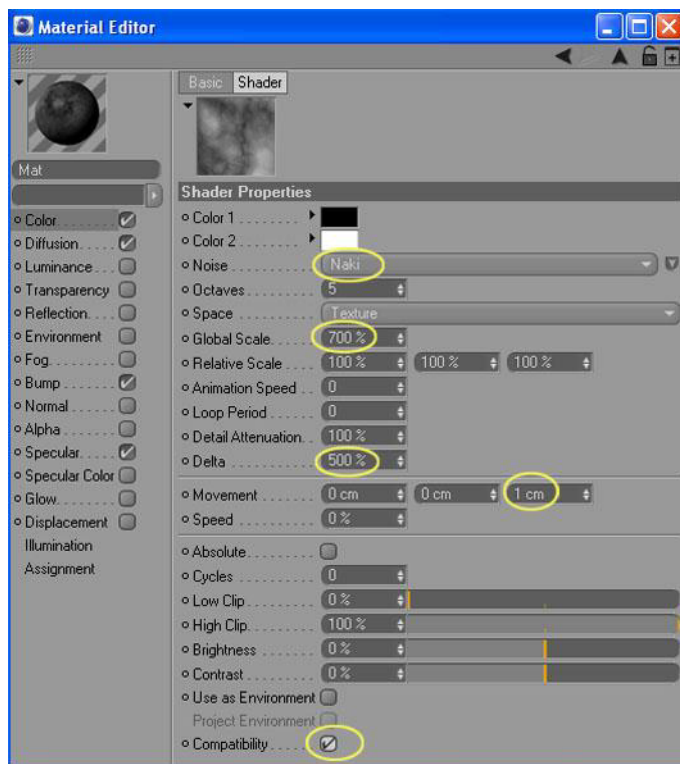 Material Editor
Basic Shader
Mat
Color
Diffusion
Luminance
Transparency
Reflection
Environment
Fog
Bump
Normal
Alpha
Specular
Specular Color
Glow
Displacement
Illumination
Assignment
Shader Properties
Color 1
Color 2
Noise Naki
Octaves 5
Space Texture
Global Scale 700 %
Relative Scale 100 % 100 % 100 %
Animation Speed 0
Loop Period 0
Detail Attenuation 100 %
Delta 500 %
Movement 0 cm 0 cm 1 cm
Speed 0 %
Absolute
Cycles 0
Low Clip 0 %
High Clip 100 %
Brightness 0 %
Contrast 0 %
Use as Environment
Project Environment
Compatibility